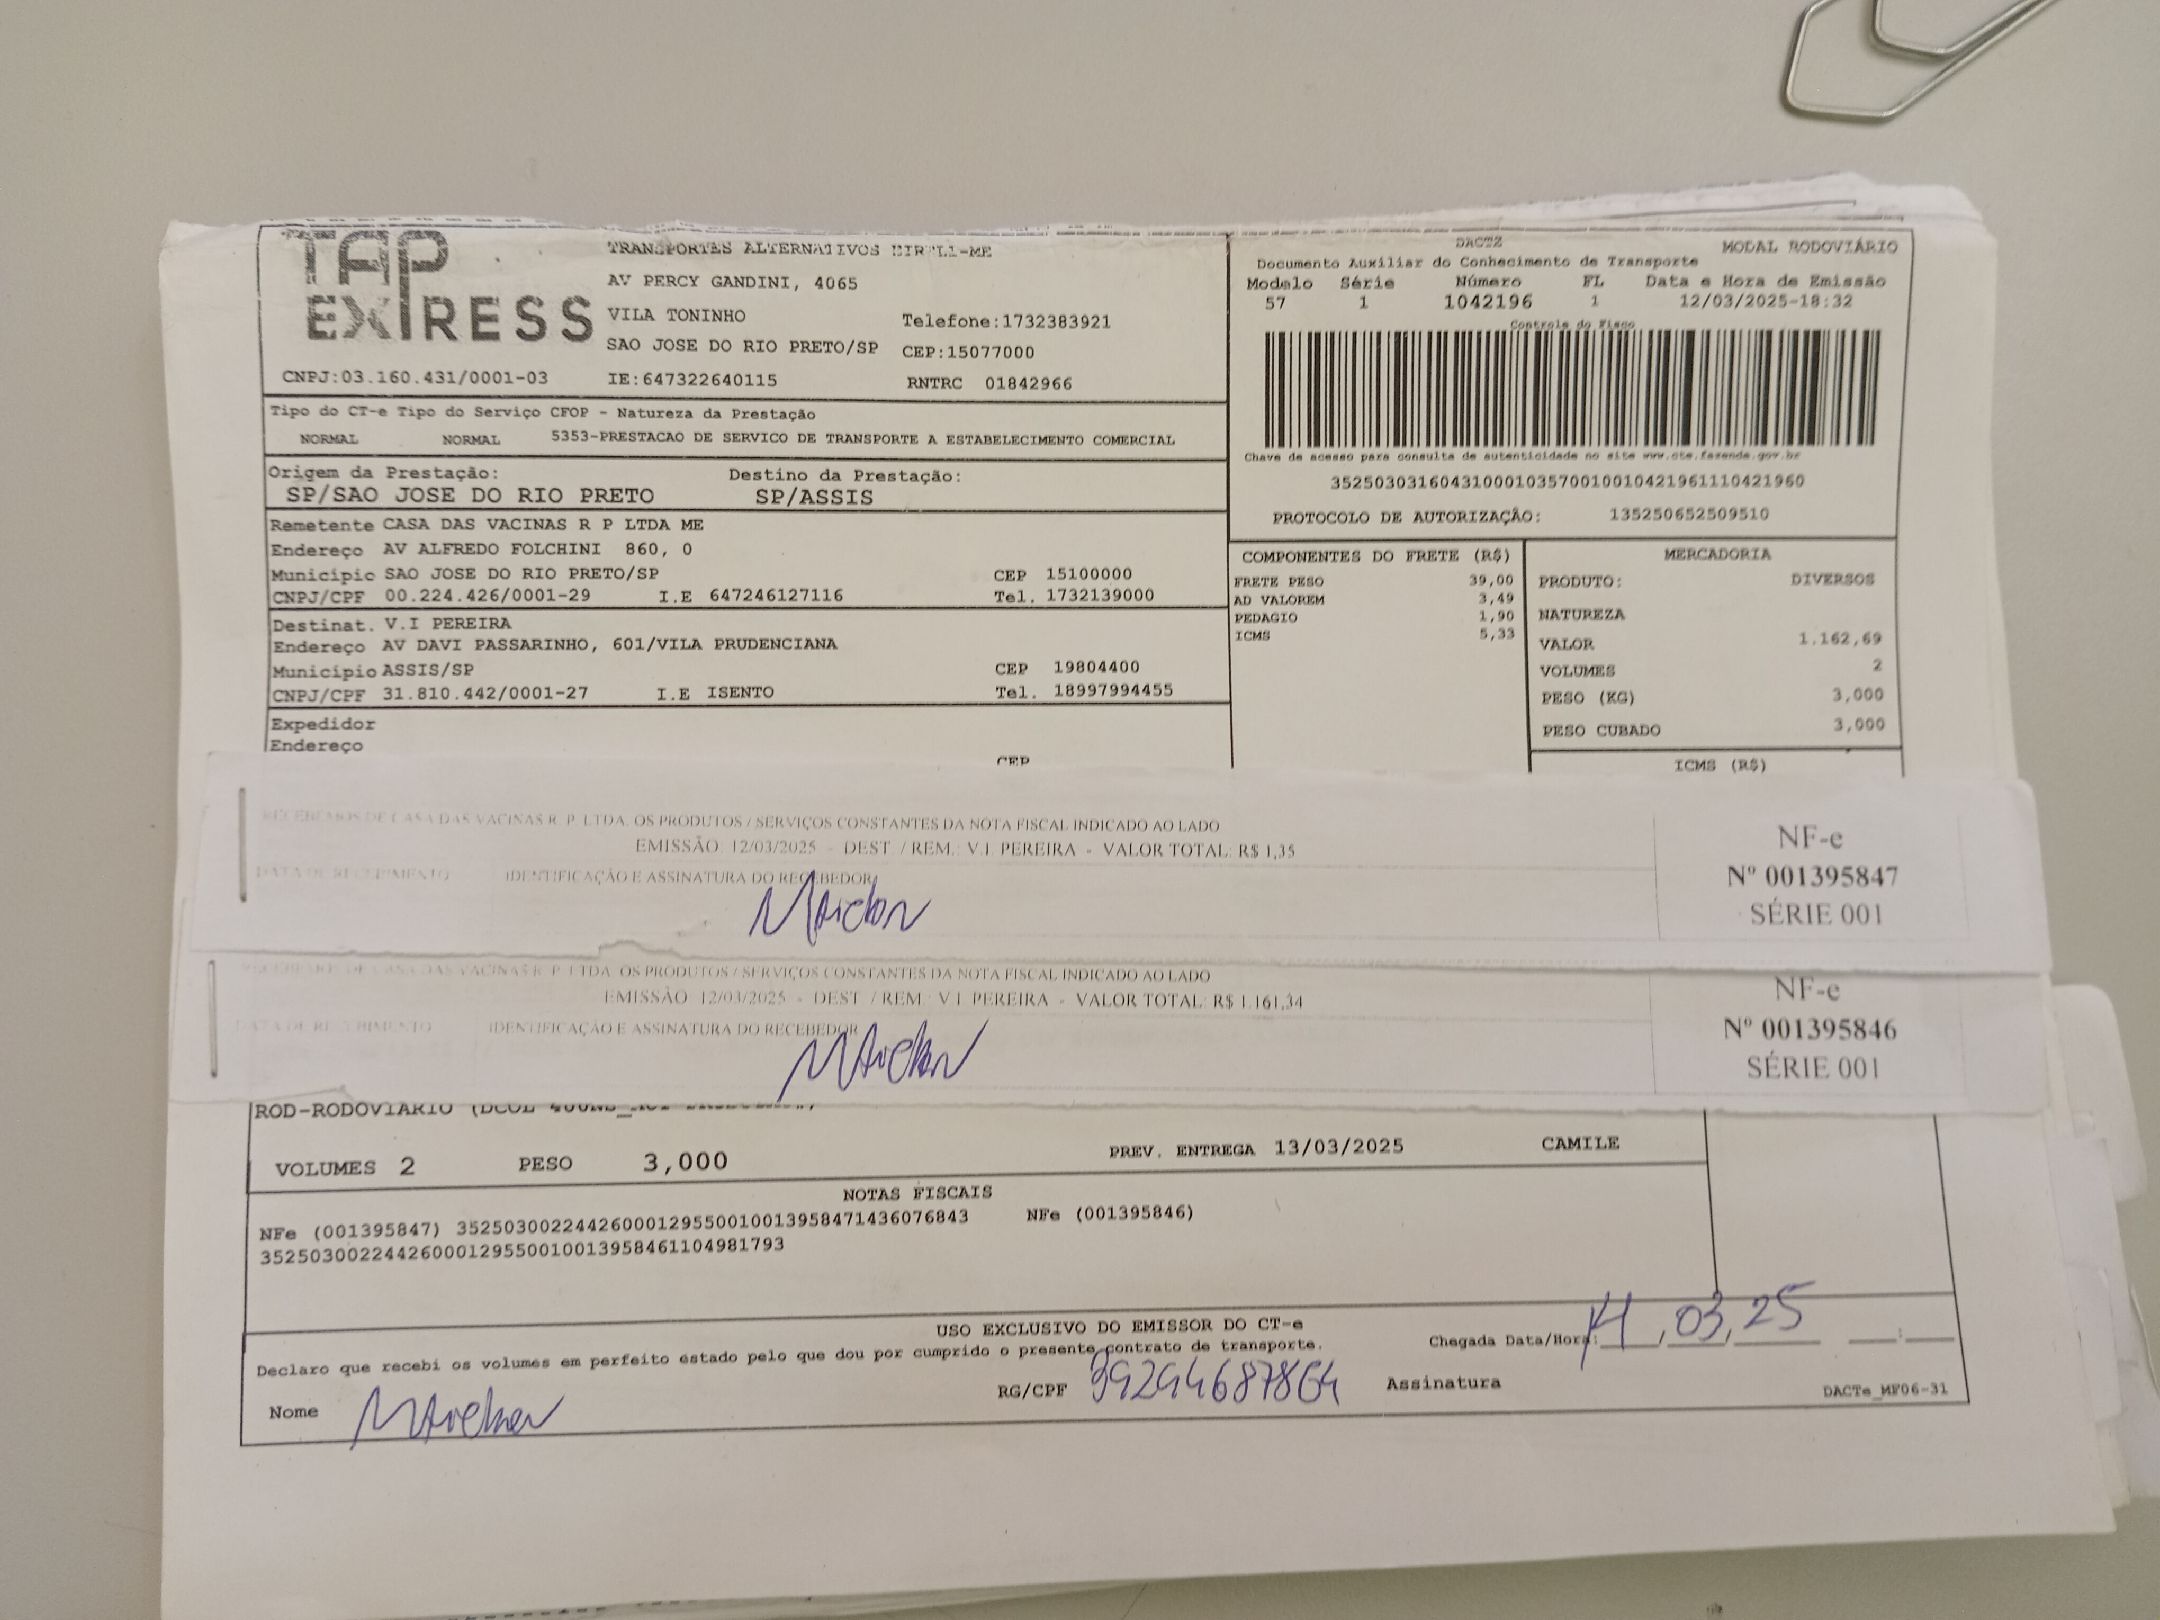 TAP
EXPRESS
TRANSPORTES ALTERNATIVOS EIRELI-ME
AV PERCY GANDINI, 4065
VILA TONINHO Telefone:1732383921
SAO JOSE DO RIO PRETO/SP CEP:15077000
CNPJ:03.160.431/0001-03 IE:647322640115 RNTRC 01842966
DACTE MODAL RODOVIÁRIO
Documento Auxiliar do Conhecimento de Transporte
Modelo Série Número FL Data e Hora de Emissão
57 1 1042196 1 12/03/2025-18:32
Controle do Fisco
Chave de acesso para consulta de autenticidade no site www.cte.fazenda.gov.br
35250303160431000103570010010421961110421960
PROTOCOLO DE AUTORIZAÇÃO: 135250652509510
Tipo do CT-e Tipo do Serviço CFOP - Natureza da Prestação
NORMAL NORMAL 5353-PRESTACAO DE SERVICO DE TRANSPORTE A ESTABELECIMENTO COMERCIAL
Origem da Prestação: Destino da Prestação:
SP/SAO JOSE DO RIO PRETO SP/ASSIS
Remetente CASA DAS VACINAS R P LTDA ME
Endereço AV ALFREDO FOLCHINI 860, 0
Município SAO JOSE DO RIO PRETO/SP CEP 15100000
CNPJ/CPF 00.224.426/0001-29 I.E 647246127116 Tel. 1732139000
Destinat. V.I PEREIRA
Endereço AV DAVI PASSARINHO, 601/VILA PRUDENCIANA
Município ASSIS/SP CEP 19804400
CNPJ/CPF 31.810.442/0001-27 I.E ISENTO Tel. 18997994455
Expedidor
Endereço
CEP
COMPONENTES DO FRETE (R$)
FRETE PESO 39,00
AD VALOREM 3,49
PEDAGIO 1,90
ICMS 5,33
MERCADORIA
PRODUTO: DIVERSOS
NATUREZA
VALOR 1.162,69
VOLUMES 2
PESO (KG) 3,000
PESO CUBADO 3,000
ICMS (R$)
RECEBEMOS DE CASA DAS VACINAS R. P. LTDA. OS PRODUTOS / SERVIÇOS CONSTANTES DA NOTA FISCAL INDICADO AO LADO
EMISSÃO: 12/03/2025 - DEST. / REM.: V.I. PEREIRA - VALOR TOTAL: R$ 1,35
DATA DE RECEBIMENTO IDENTIFICAÇÃO E ASSINATURA DO RECEBEDOR
NF-e
Nº 001395847
SÉRIE 001
RECEBEMOS DE CASA DAS VACINAS R. P. LTDA. OS PRODUTOS / SERVIÇOS CONSTANTES DA NOTA FISCAL INDICADO AO LADO
EMISSÃO: 12/03/2025 - DEST. / REM.: V.I. PEREIRA - VALOR TOTAL: R$ 1.161,34
DATA DE RECEBIMENTO IDENTIFICAÇÃO E ASSINATURA DO RECEBEDOR
NF-e
Nº 001395846
SÉRIE 001
ROD-RODOVIARIO
VOLUMES 2 PESO 3,000 PREV. ENTREGA 13/03/2025 CAMILE
NOTAS FISCAIS
NFe (001395847) 35250300224426000129550010013958471436076843 NFe (001395846)
35250300224426000129550010013958461104981793
USO EXCLUSIVO DO EMISSOR DO CT-e
Declaro que recebi os volumes em perfeito estado pelo que dou por cumprido o presente contrato de transporte.
Chegada Data/Hora: 14/03/25 __:__
Nome RG/CPF 39294687864 Assinatura DACTe_MF06-31